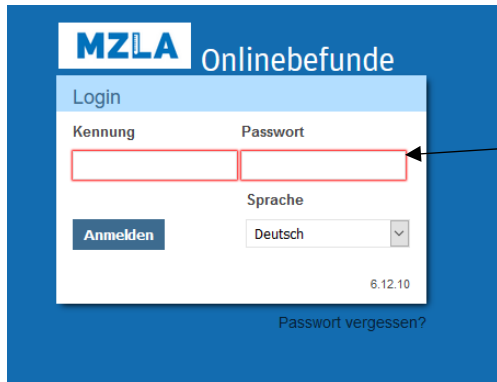 MZLA Onlinebefunde
Login
Kennung Passwort
Sprache
Anmelden Deutsch
6.12.10
Passwort vergessen?